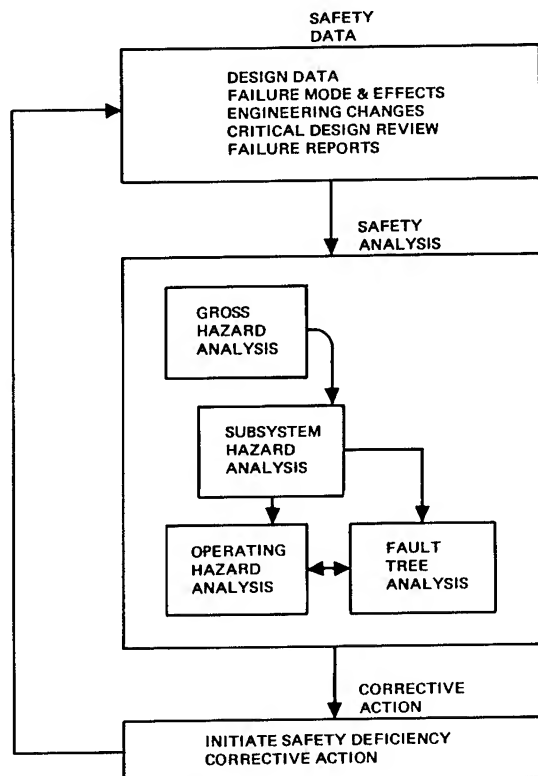 SAFETY
DATA
DESIGN DATA
FAILURE MODE & EFFECTS
ENGINEERING CHANGES
CRITICAL DESIGN REVIEW
FAILURE REPORTS
SAFETY
ANALYSIS
GROSS
HAZARD
ANALYSIS
SUBSYSTEM
HAZARD
ANALYSIS
OPERATING
HAZARD
ANALYSIS
FAULT
TREE
ANALYSIS
CORRECTIVE
ACTION
INITIATE SAFETY DEFICIENCY
CORRECTIVE ACTION